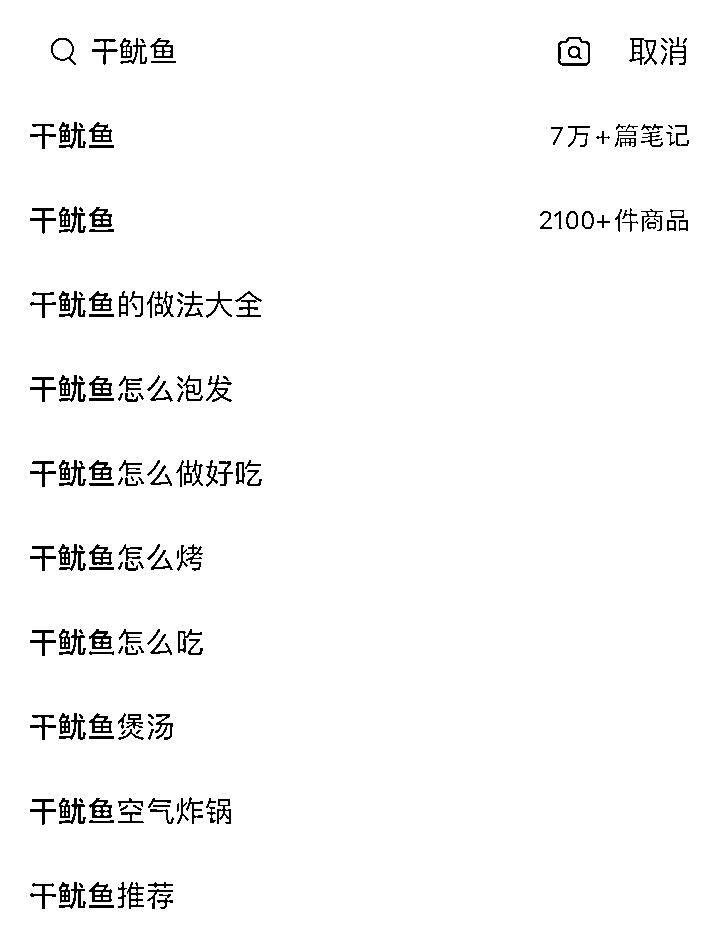 干鱿鱼 取消
干鱿鱼 7万+篇笔记
干鱿鱼 2100+件商品
干鱿鱼的做法大全
干鱿鱼怎么泡发
干鱿鱼怎么做好吃
干鱿鱼怎么烤
干鱿鱼怎么吃
干鱿鱼煲汤
干鱿鱼空气炸锅
干鱿鱼推荐